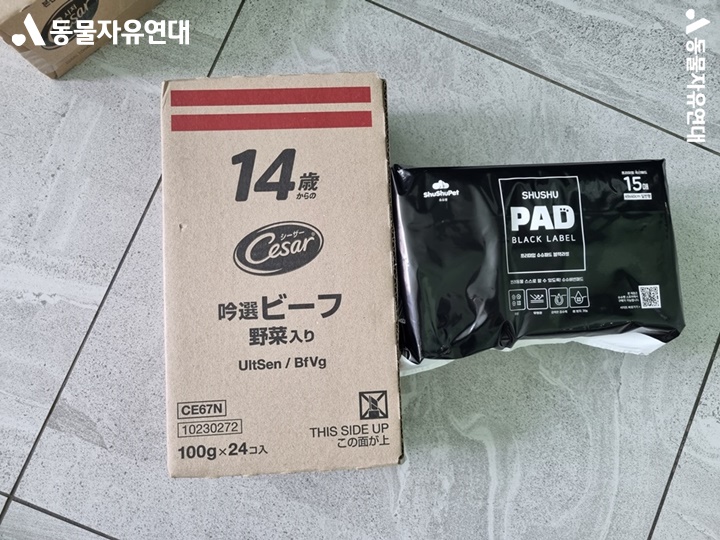 동물자유연대
동물자유연대
14歳
からの
シーザー
Cesar
吟選ビーフ
野菜入り
UltSen / BfVg
CE67N
10230272
100g×24コ入
THIS SIDE UP
この面が上
ShuShuPet
15매
SHUSHU
PAD
BLACK LABEL